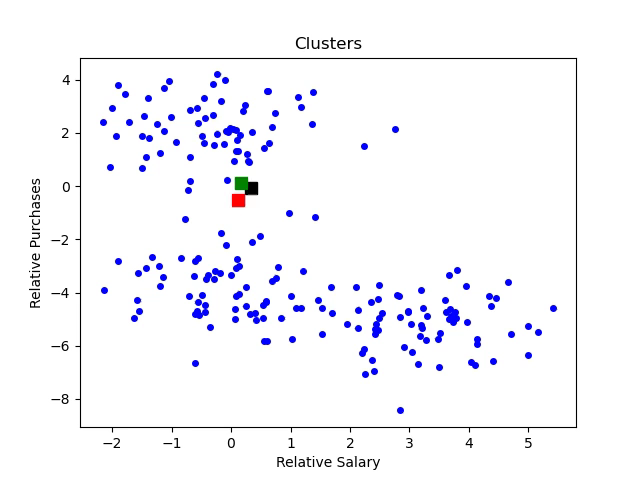 Clusters
Relative Purchases
4
2
0
−2
−4
−6
−8
−2 −1 0 1 2 3 4 5
Relative Salary